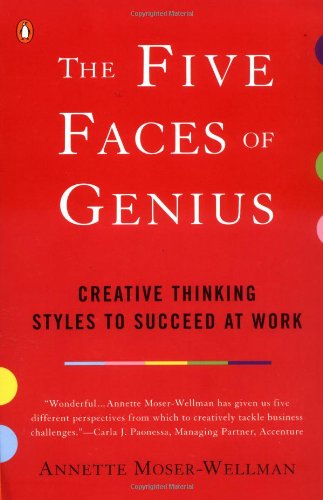 THE FIVE
FACES OF
GENIUS
CREATIVE THINKING
STYLES TO SUCCEED AT WORK
"Wonderful...Annette Moser-Wellman has given us five
different perspectives from which to creatively tackle business
challenges."—Carla J. Paonessa, Managing Partner, Accenture
ANNETTE MOSER-WELLMAN